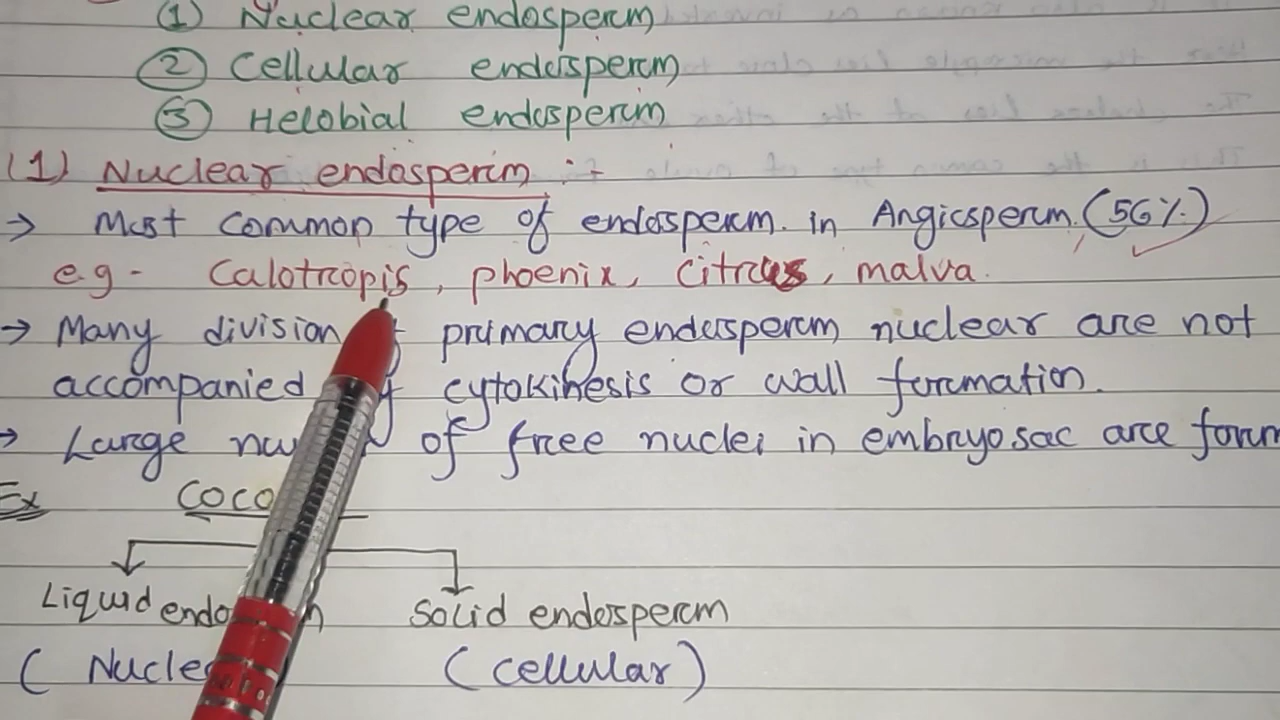 (1) Nuclear endosperm
(2) Cellular endosperm
(3) Helobial endosperm
(1) Nuclear endosperm :-
→ Most common type of endosperm in Angiosperm. (56%)
e.g - Calotropis, phoenix, Citrus, malva.
→ Many division primary endosperm nuclear are not
accompanied cytokinesis or wall formation.
→ Large of free nuclei in embryosac are form
Ex
Liquid Solid endosperm
( (cellular)